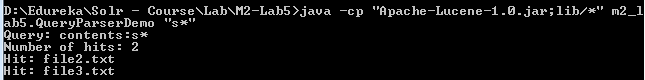 D:\Edureka\Solr - Course\Lab\M2-Lab5>java -cp "Apache-Lucene-1.0.jar;lib/*" m2_l
ab5.QueryParserDemo "s*"
Query: contents:s*
Number of hits: 2
Hit: file2.txt
Hit: file3.txt